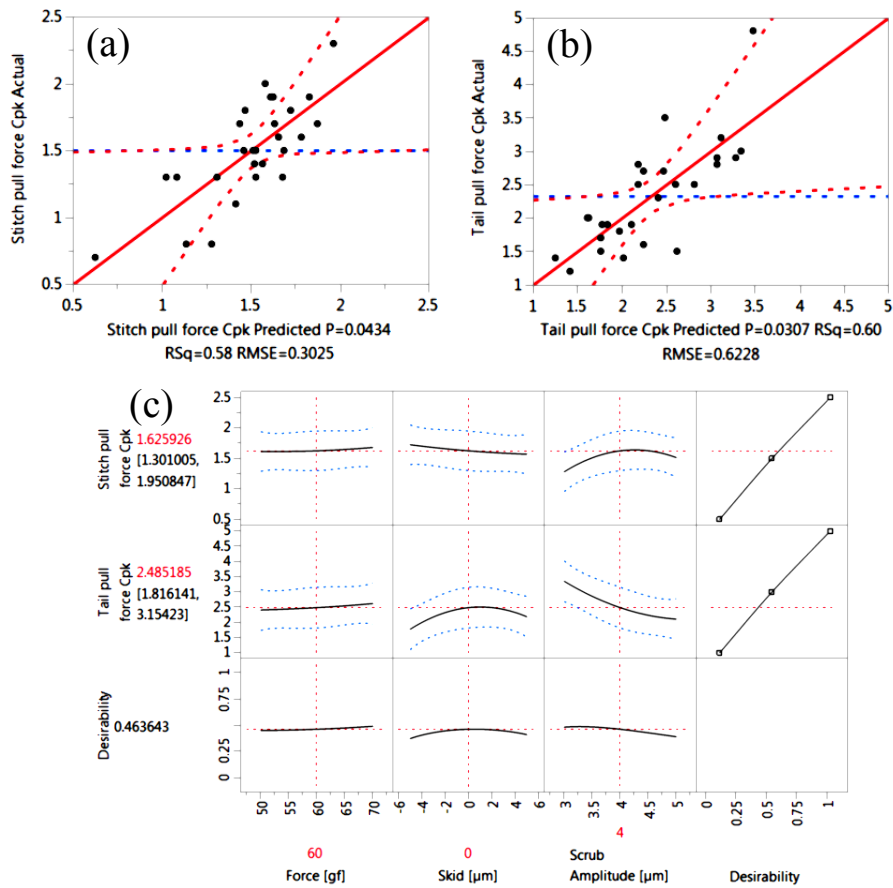 (a)
Stitch pull force Cpk Actual
2.5
2
1.5
1
0.5
0.5 1 1.5 2 2.5
Stitch pull force Cpk Predicted P=0.0434
RSq=0.58 RMSE=0.3025
(b)
Tail pull force Cpk Actual
5
4.5
4
3.5
3
2.5
2
1.5
1
1 1.5 2 2.5 3 3.5 4 4.5 5
Tail pull force Cpk Predicted P=0.0307 RSq=0.60
RMSE=0.6228
(c)
Stitch pull
force Cpk
1.625926
[1.301005,
1.950847]
2.5
2
1.5
1
0.5
Tail pull
force Cpk
2.485185
[1.816141,
3.15423]
5
4.5
4
3.5
3
2.5
2
1.5
1
Desirability
0.463643
1
0.75
0.25
0
50 55 60 65 70
-6 -4 -2 0 2 4 6
3 3.5 4 4.5 5
0 0.25 0.5 0.75 1
60
Force [gf]
0
Skid [µm]
4
Scrub
Amplitude [µm]
Desirability